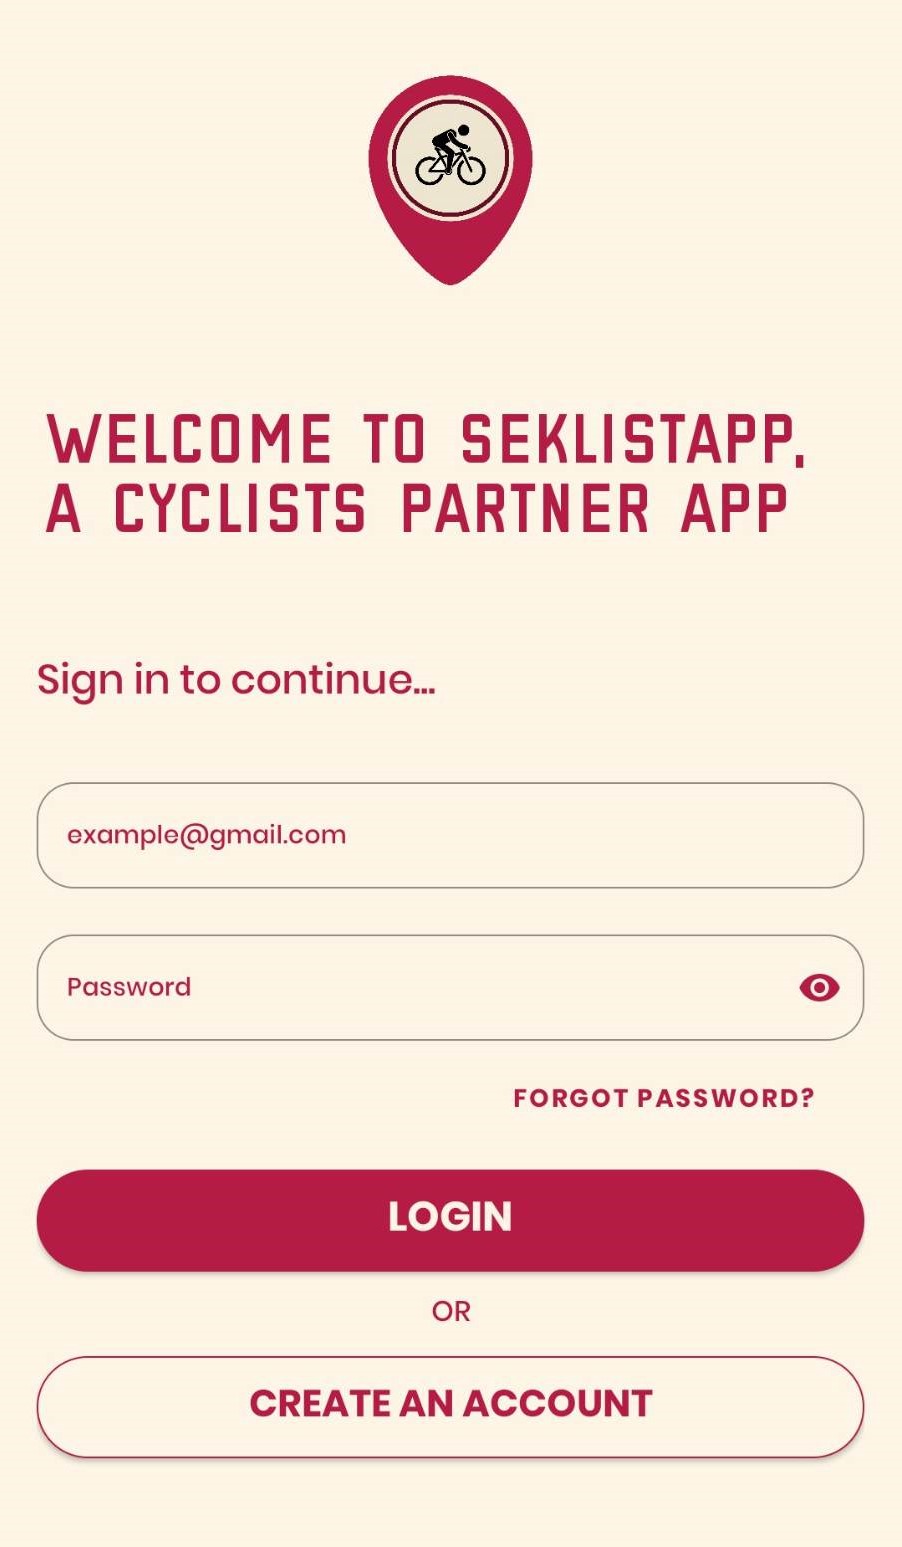 WELCOME TO SEKLISTAPP,
A CYCLISTS PARTNER APP
Sign in to continue...
example@gmail.com
Password
FORGOT PASSWORD?
LOGIN
OR
CREATE AN ACCOUNT